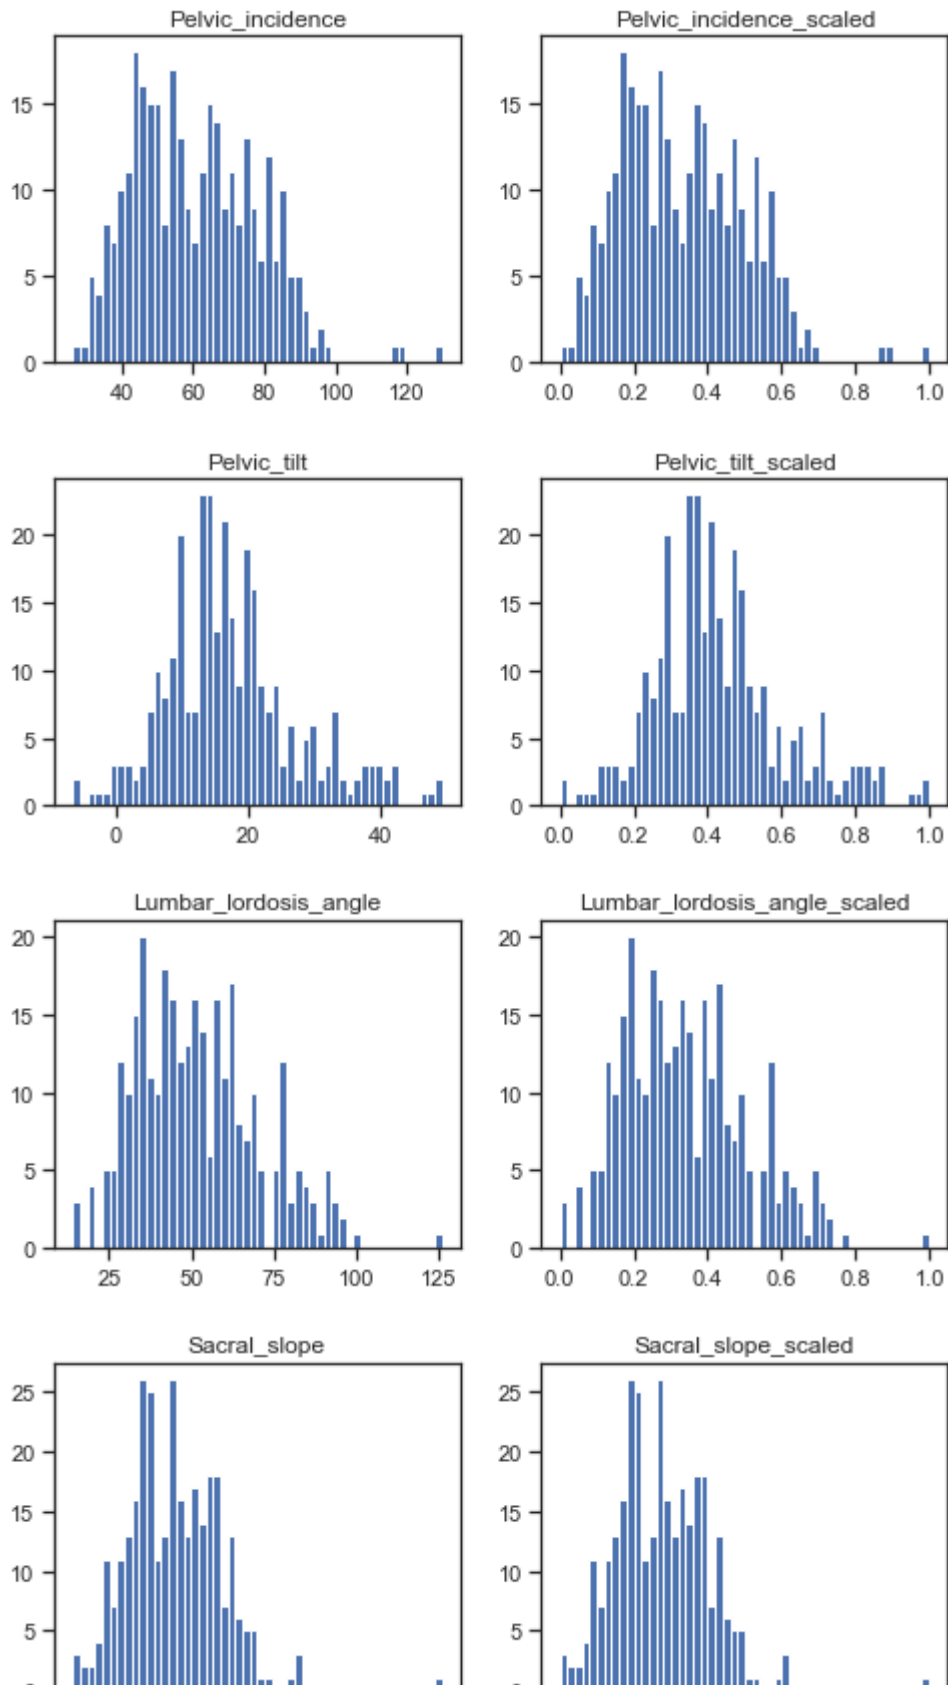 Pelvic_incidence
Pelvic_incidence_scaled
15
10
5
0
40 60 80 100 120
15
10
5
0
0.0 0.2 0.4 0.6 0.8 1.0
Pelvic_tilt
Pelvic_tilt_scaled
20
15
10
5
0
0 20 40
20
15
10
5
0
0.0 0.2 0.4 0.6 0.8 1.0
Lumbar_lordosis_angle
Lumbar_lordosis_angle_scaled
20
15
10
5
0
25 50 75 100 125
20
15
10
5
0
0.0 0.2 0.4 0.6 0.8 1.0
Sacral_slope
Sacral_slope_scaled
25
20
15
10
5
25
20
15
10
5